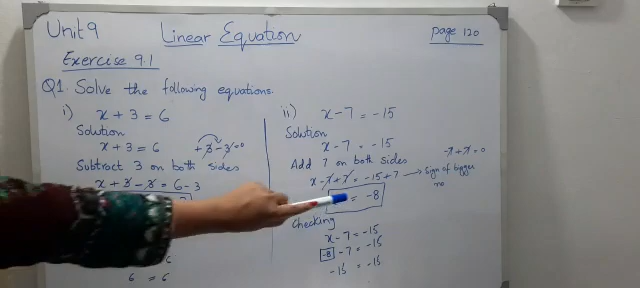 Unit 9 Linear Equation page 120
Exercise 9.1
Q1. Solve the following equations.
i) x + 3 = 6
Solution
x + 3 = 6 +3-3=0
Subtract 3 on both sides
x + 3 - 3 = 6 - 3
6 = 6
ii) x - 7 = -15
Solution
x - 7 = -15
Add 7 on both sides -7+7=0
x - 7 + 7 = -15 + 7 → Sign of bigger no
= -8
Checking
x - 7 = -15
-8 - 7 = -15
-15 = -15